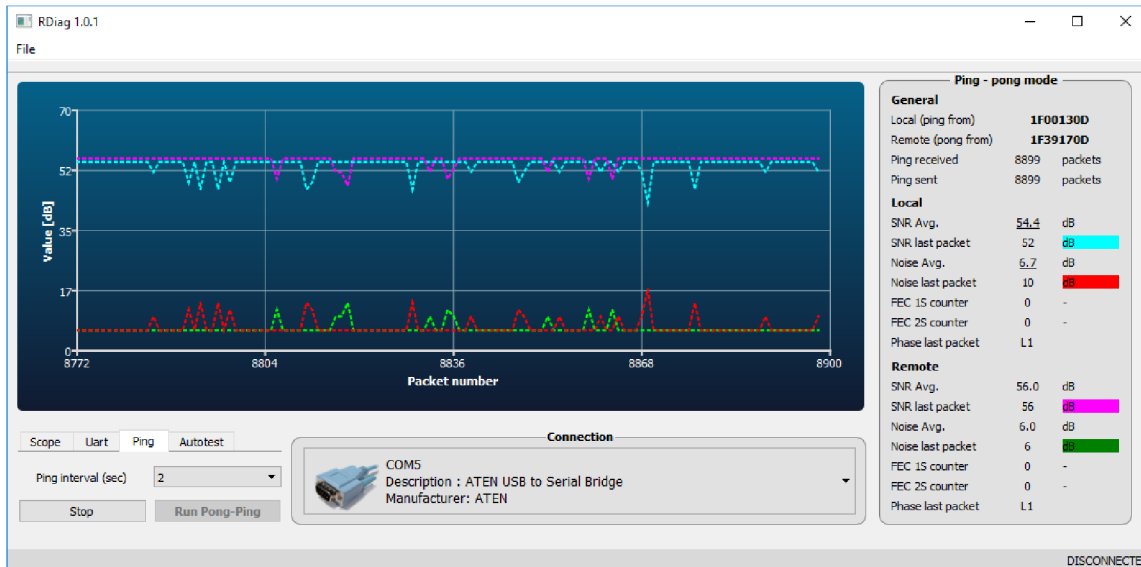 RDiag 1.0.1
File
70
52
35
17
0
Value [dB]
8772 8804 8836 8868 8900
Packet number
Ping - pong mode
General
Local (ping from) 1F00130D
Remote (pong from) 1F39170D
Ping received 8899 packets
Ping sent 8899 packets
Local
SNR Avg. 54.4 dB
SNR last packet 52 dB
Noise Avg. 6.7 dB
Noise last packet 10 dB
FEC 1S counter 0 -
FEC 2S counter 0 -
Phase last packet L1
Remote
SNR Avg. 56.0 dB
SNR last packet 56 dB
Noise Avg. 6.0 dB
Noise last packet 6 dB
FEC 1S counter 0 -
FEC 2S counter 0 -
Phase last packet L1
Scope Uart Ping Autotest
Ping interval (sec) 2
Stop Run Pong-Ping
Connection
COM5
Description : ATEN USB to Serial Bridge
Manufacturer: ATEN
DISCONNECTE